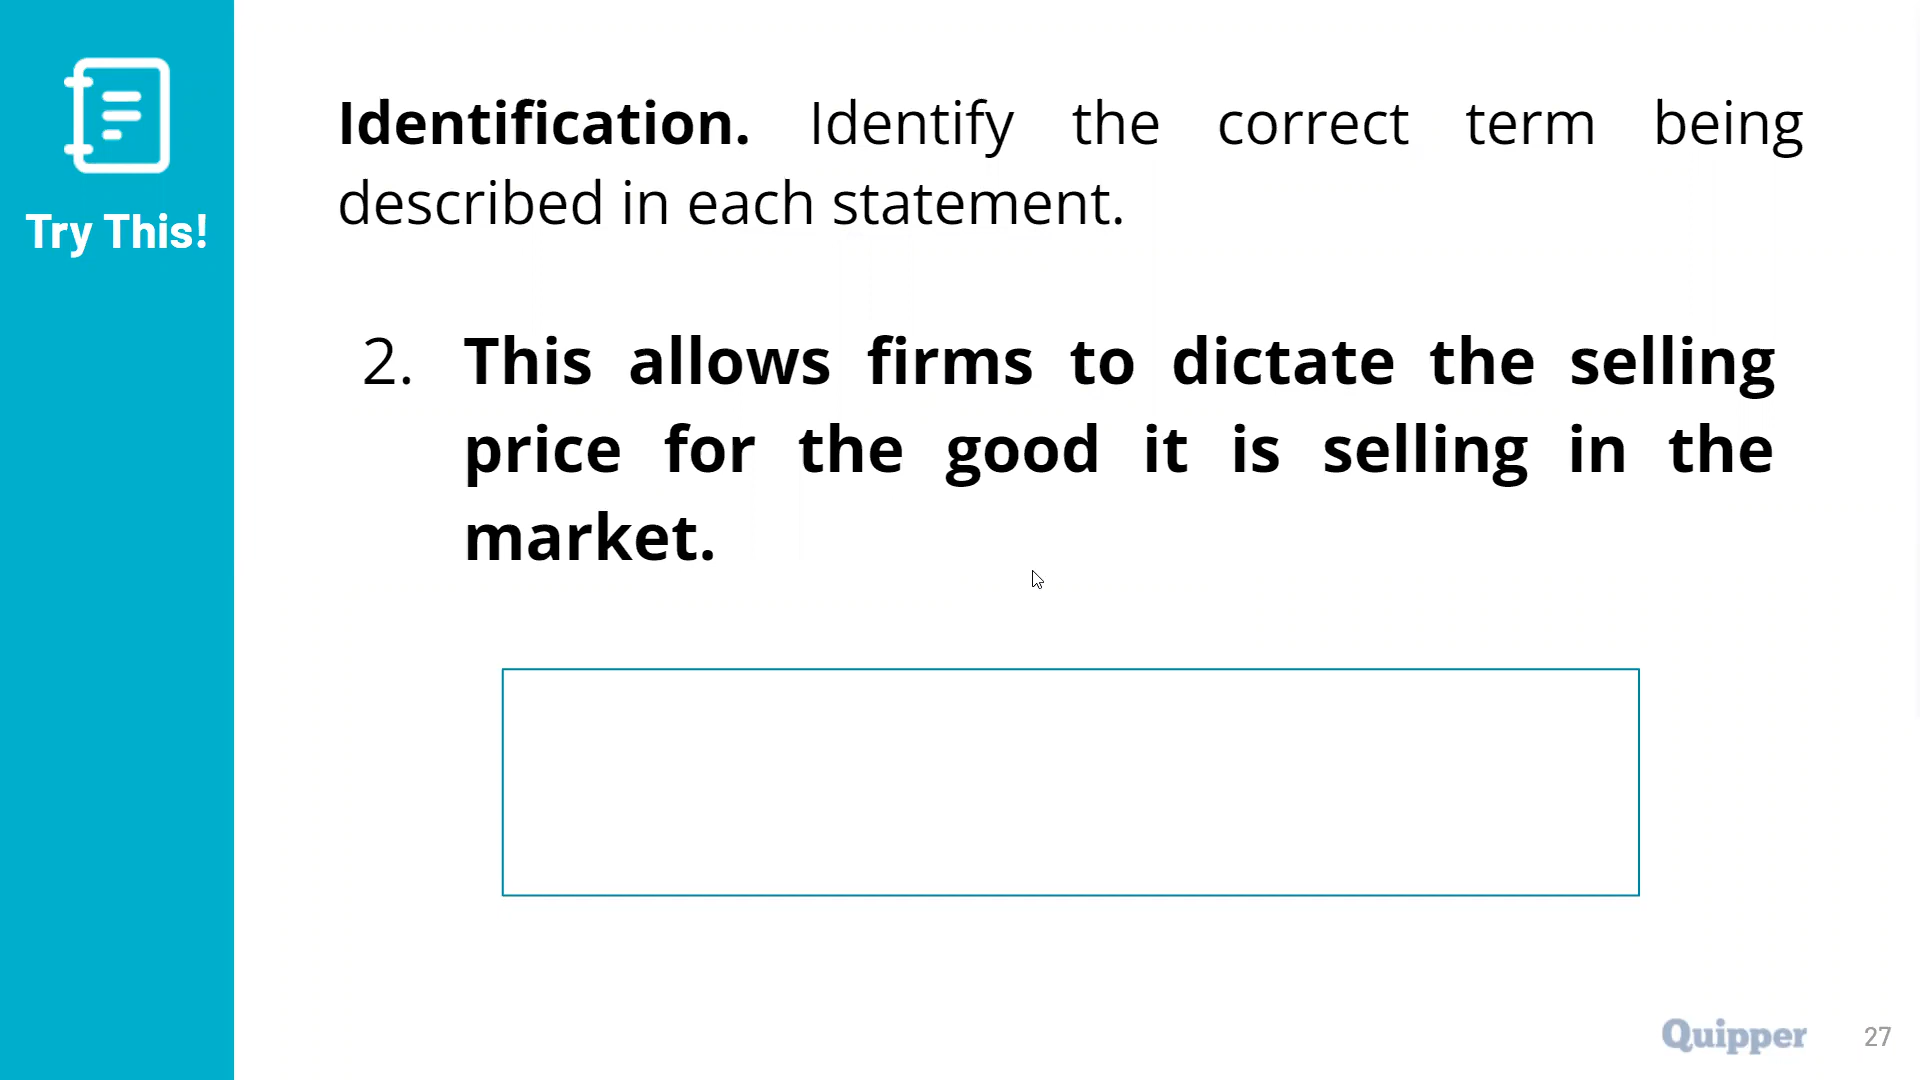 Try This!
Identification. Identify the correct term being
described in each statement.
2. This allows firms to dictate the selling
price for the good it is selling in the
market.
Quipper 27